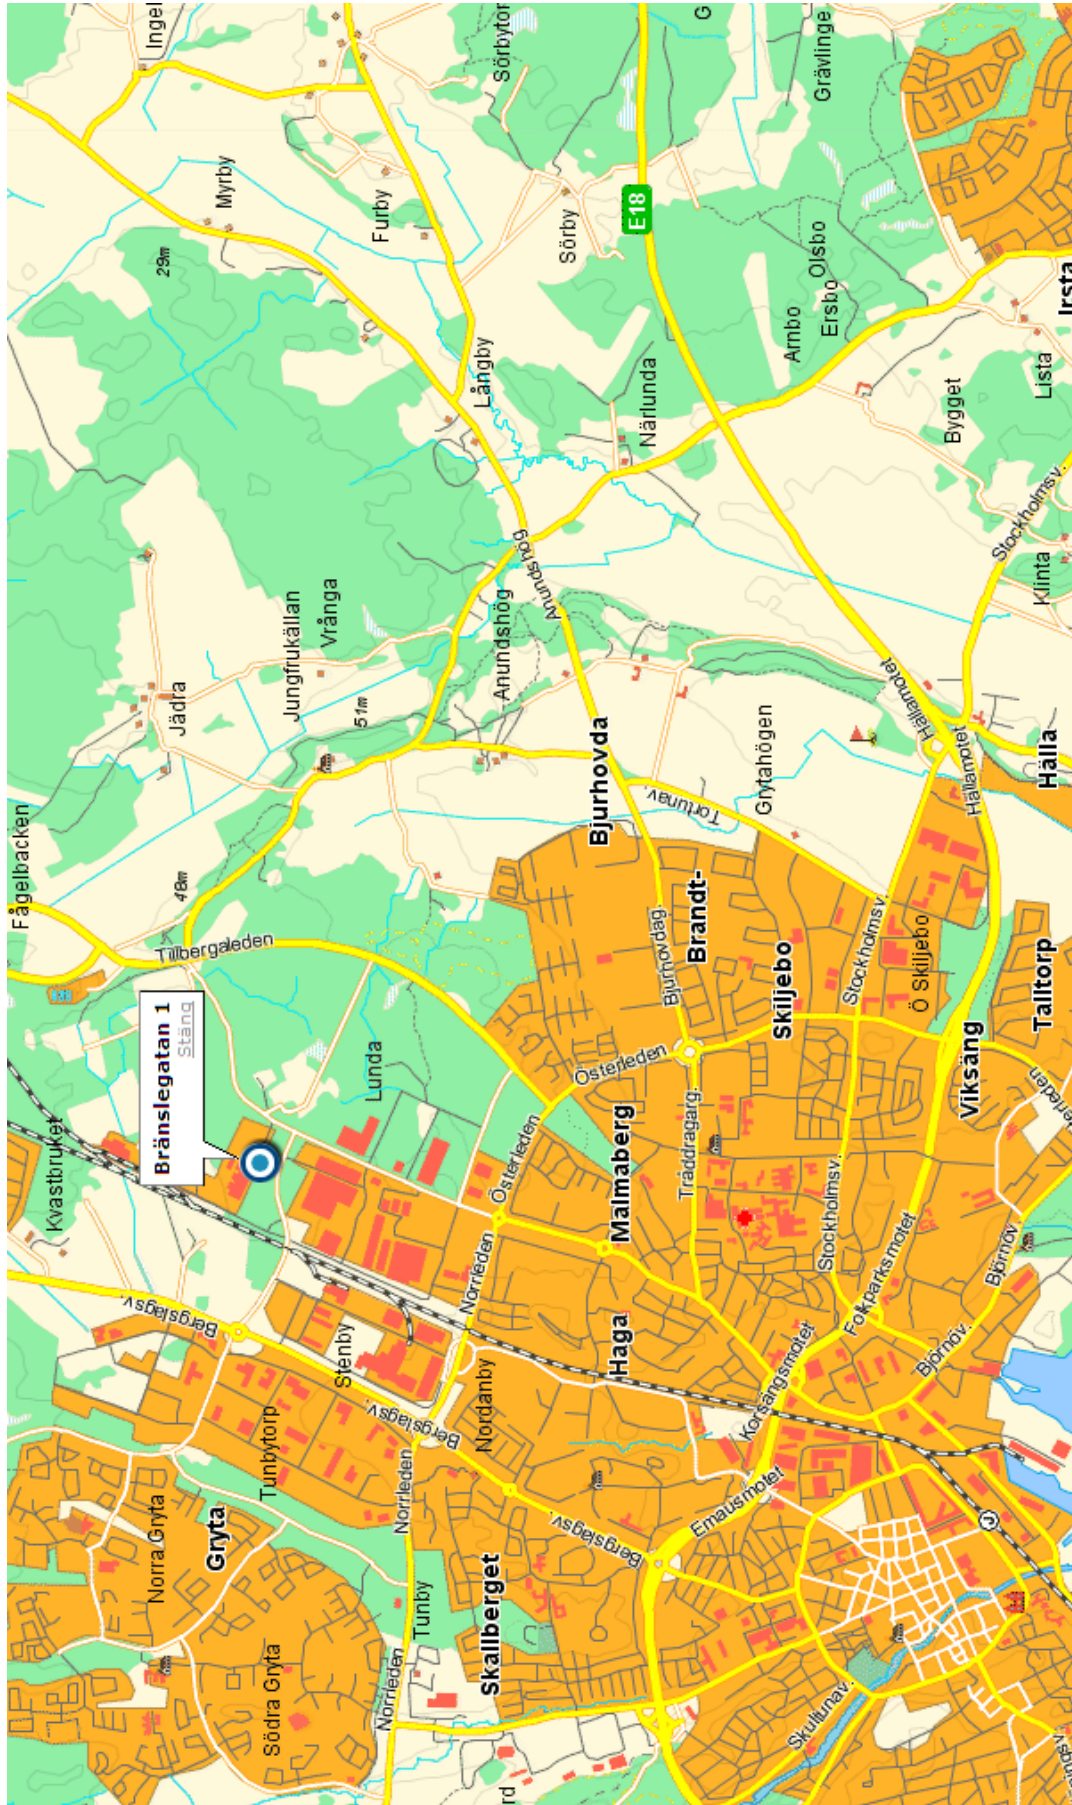 Fågelbacken
Kvastbruket
Norra Gryta
Bergslagsv.
Bränslegatan 1
Stäng
48m
Jädra
29m
Ingel
Gryta
Tillbergaleden
Myrby
Södra Gryta
Tunbytorp
Jungfrukällan
Vrånga
Stenby
51m
Lunda
Furby
Norrleden
Norrleden
Bergslagsv.
Tunby
Skallberget
Nordanby
Norrleden
Österleden
Anundshög
Långby
Sörbytor
rd
Anundshög
Sörby
Bergslagsv.
Haga
Malmaberg
Österleden
Bjurhovda
E18
Närlunda
Träddragarg.
Bjurhovdag.
Tortunav.
Brandt-
Emausmotet
Korsängsmotet
Skiljebo
Grytahögen
Arnbo
Ersbo
Olsbo
G
Grävlinge
Skultunav.
Stockholmsv.
Stockholmsv.
Folkparksmotet
Hällamotet
Ö Skiljebo
Björnöv.
Viksäng
Hällamotet
Bygget
Björnöv.
Talltorp
Hälla
Stockholmsv.
Klinta
Lista
Irsta
J